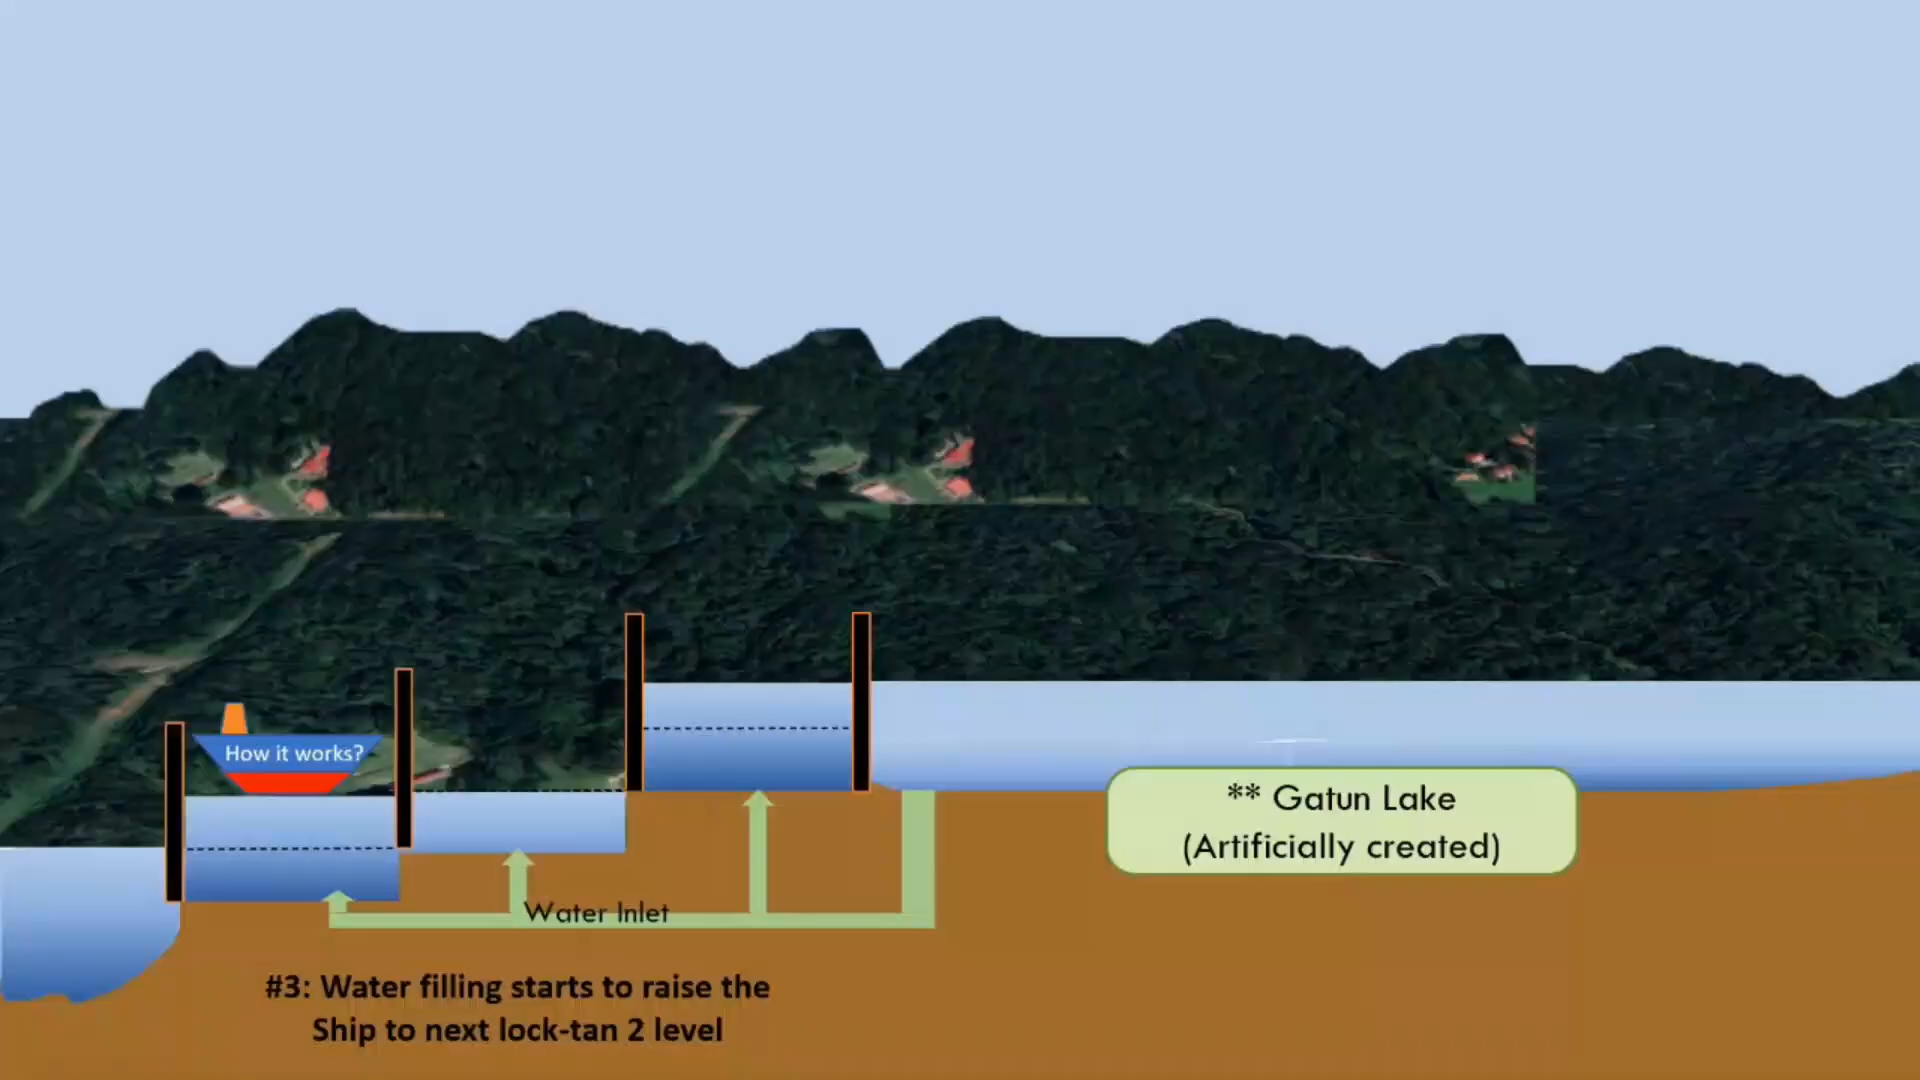 How it works?
** Gatun Lake
(Artificially created)
Water Inlet
#3: Water filling starts to raise the
Ship to next lock-tan 2 level